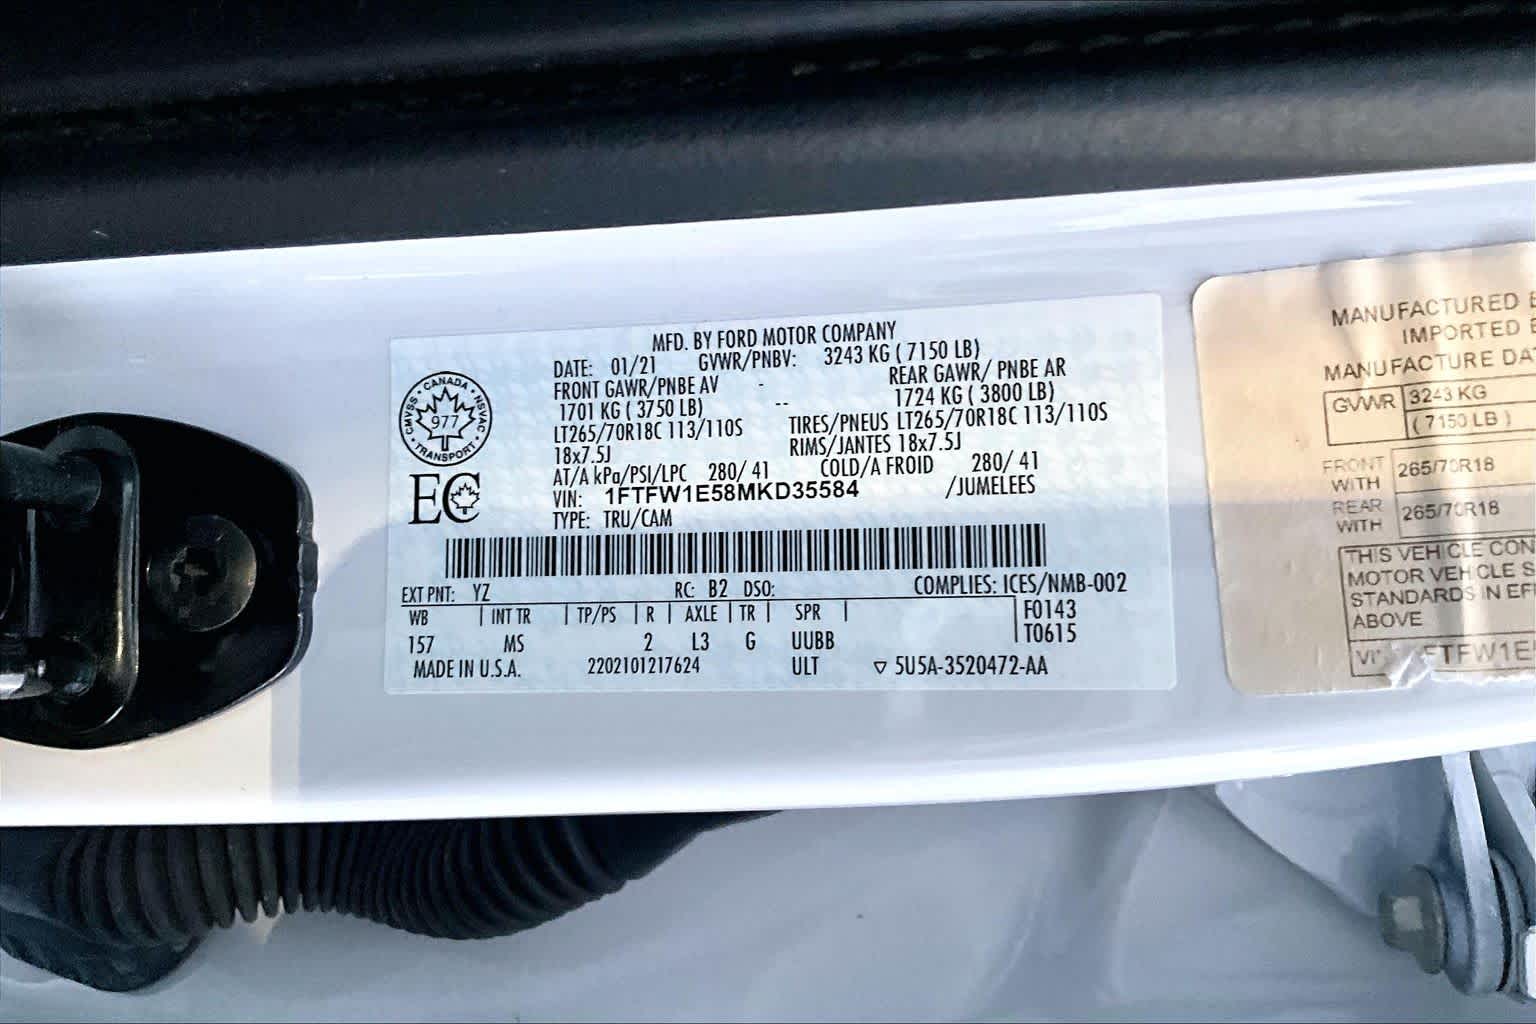 MFD. BY FORD MOTOR COMPANY
DATE: 01/21 GVWR/PNBV: 3243 KG ( 7150 LB)
FRONT GAWR/PNBE AV - REAR GAWR/ PNBE AR
1701 KG ( 3750 LB) -- 1724 KG ( 3800 LB)
LT265/70R18C 113/110S TIRES/PNEUS LT265/70R18C 113/110S
18x7.5J RIMS/JANTES 18x7.5J
AT/A kPa/PSI/LPC 280/ 41 COLD/A FROID 280/ 41
VIN: 1FTFW1E58MKD35584 /JUMELEES
TYPE: TRU/CAM
CANADA
CMVSS NSVAC
977
TRANSPORT
EC
EXT PNT: YZ RC: B2 DSO: COMPLIES: ICES/NMB-002
WB | INT TR | TP/PS | R | AXLE | TR | SPR | F0143
157 MS 2 L3 G UUBB | T0615
MADE IN U.S.A. 2202101217624 ULT ▽ 5U5A-3520472-AA
MANUFACTURED
IMPORTED
MANUFACTURE
GVWR 3243 KG
( 7150 LB )
FRONT WITH 265/70R18
REAR WITH 265/70R18
THIS VEHICLE
MOTOR VEHICLE
STANDARDS IN
ABOVE